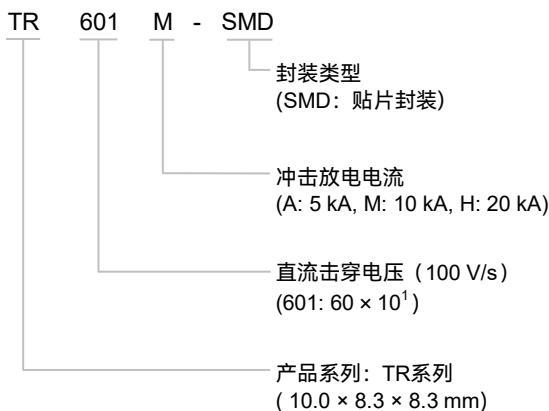 TR 601 M - SMD
封装类型
(SMD：贴片封装)
冲击放电电流
(A: 5 kA, M: 10 kA, H: 20 kA)
直流击穿电压（100 V/s）
(601: 60 × 10¹)
产品系列：TR系列
( 10.0 × 8.3 × 8.3 mm)